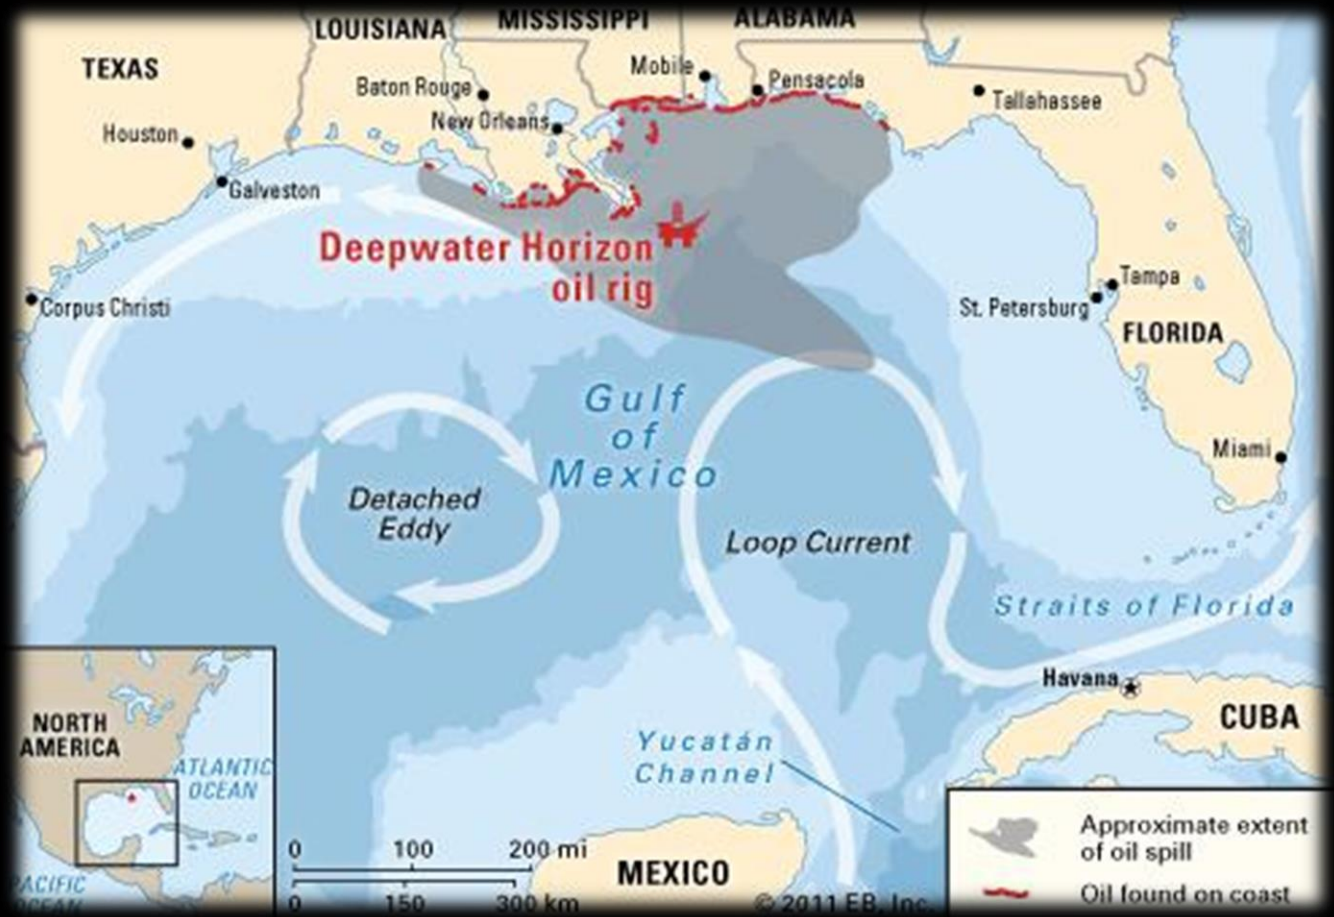 LOUISIANA
MISSISSIPPI
ALABAMA
TEXAS
Mobile
Pensacola
Baton Rouge
Tallahassee
New Orleans
Houston
Galveston
Deepwater Horizon
oil rig
Tampa
St. Petersburg
Corpus Christi
FLORIDA
Gulf
of
Mexico
Miami
Detached
Eddy
Loop Current
Straits of Florida
Havana
CUBA
NORTH
AMERICA
ATLANTIC
OCEAN
PACIFIC
OCEAN
Yucatán
Channel
0 100 200 mi
0 150 300 km
MEXICO
© 2011 EB, Inc.
Approximate extent
of oil spill
Oil found on coast